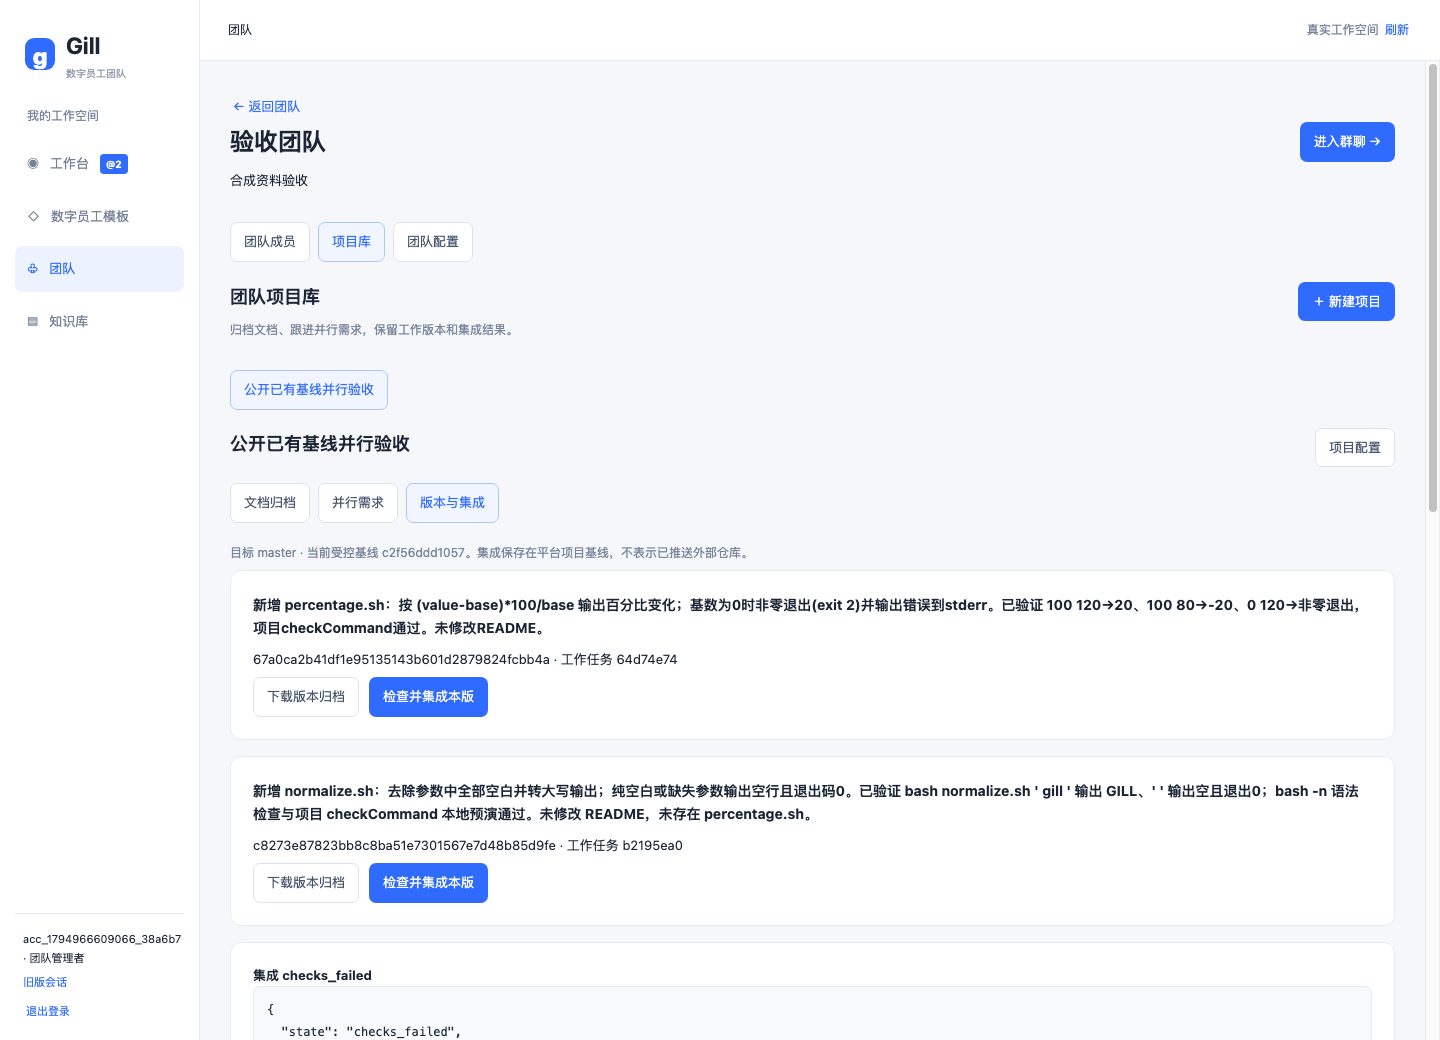 g Gill
数字员工团队
我的工作空间
工作台 @2
数字员工模板
团队
知识库
acc_1794966609066_38a6b7
· 团队管理者
旧版会话
退出登录
团队
真实工作空间 刷新
← 返回团队
验收团队
进入群聊 →
合成资料验收
团队成员 项目库 团队配置
团队项目库
+ 新建项目
归档文档、跟进并行需求，保留工作版本和集成结果。
公开已有基线并行验收
公开已有基线并行验收
项目配置
文档归档 并行需求 版本与集成
目标 master · 当前受控基线 c2f56ddd1057。集成保存在平台项目基线，不表示已推送外部仓库。
新增 percentage.sh：按 (value-base)*100/base 输出百分比变化；基数为0时非零退出(exit 2)并输出错误到stderr。已验证 100 120→20、100 80→-20、0 120→非零退出，
项目checkCommand通过。未修改README。
67a0ca2b41df1e95135143b601d2879824fcbb4a · 工作任务 64d74e74
下载版本归档 检查并集成本版
新增 normalize.sh：去除参数中全部空白并转大写输出；纯空白或缺失参数输出空行且退出码0。已验证 bash normalize.sh ' gill ' 输出 GILL、' ' 输出空且退出0；bash -n 语法
检查与项目 checkCommand 本地预演通过。未修改 README，未存在 percentage.sh。
c8273e87823bb8c8ba51e7301567e7d48b85d9fe · 工作任务 b2195ea0
下载版本归档 检查并集成本版
集成 checks_failed
{
"state": "checks_failed",